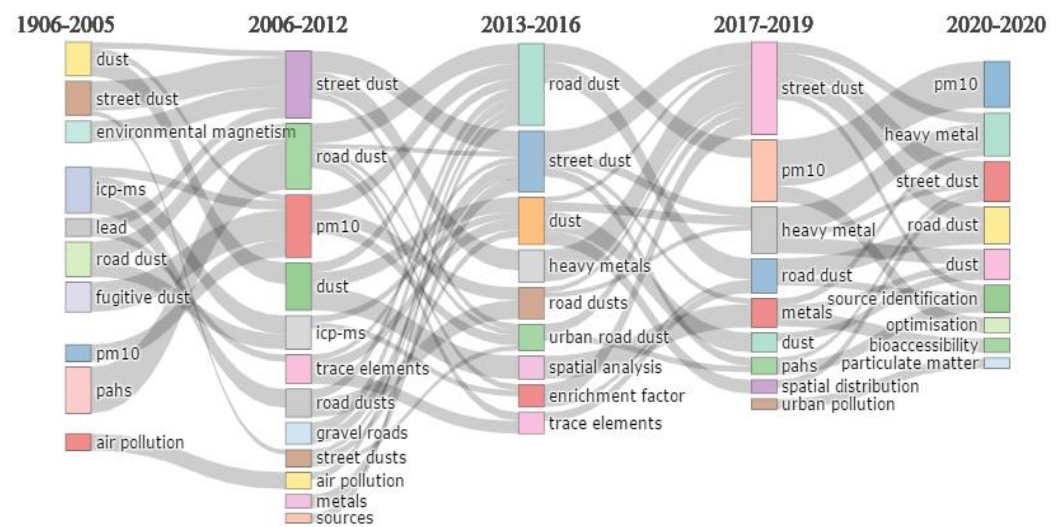 1906-2005
2006-2012
2013-2016
2017-2019
2020-2020
dust
street dust
environmental magnetism
icp-ms
lead
road dust
fugitive dust
pm10
pahs
air pollution
street dust
road dust
pm10
dust
icp-ms
trace elements
road dusts
gravel roads
street dusts
air pollution
metals
sources
road dust
street dust
dust
heavy metals
road dusts
urban road dust
spatial analysis
enrichment factor
trace elements
street dust
pm10
heavy metal
road dust
metals
dust
pahs
spatial distribution
urban pollution
pm10
heavy metal
street dust
road dust
dust
source identification
optimisation
bioaccessibility
particulate matter